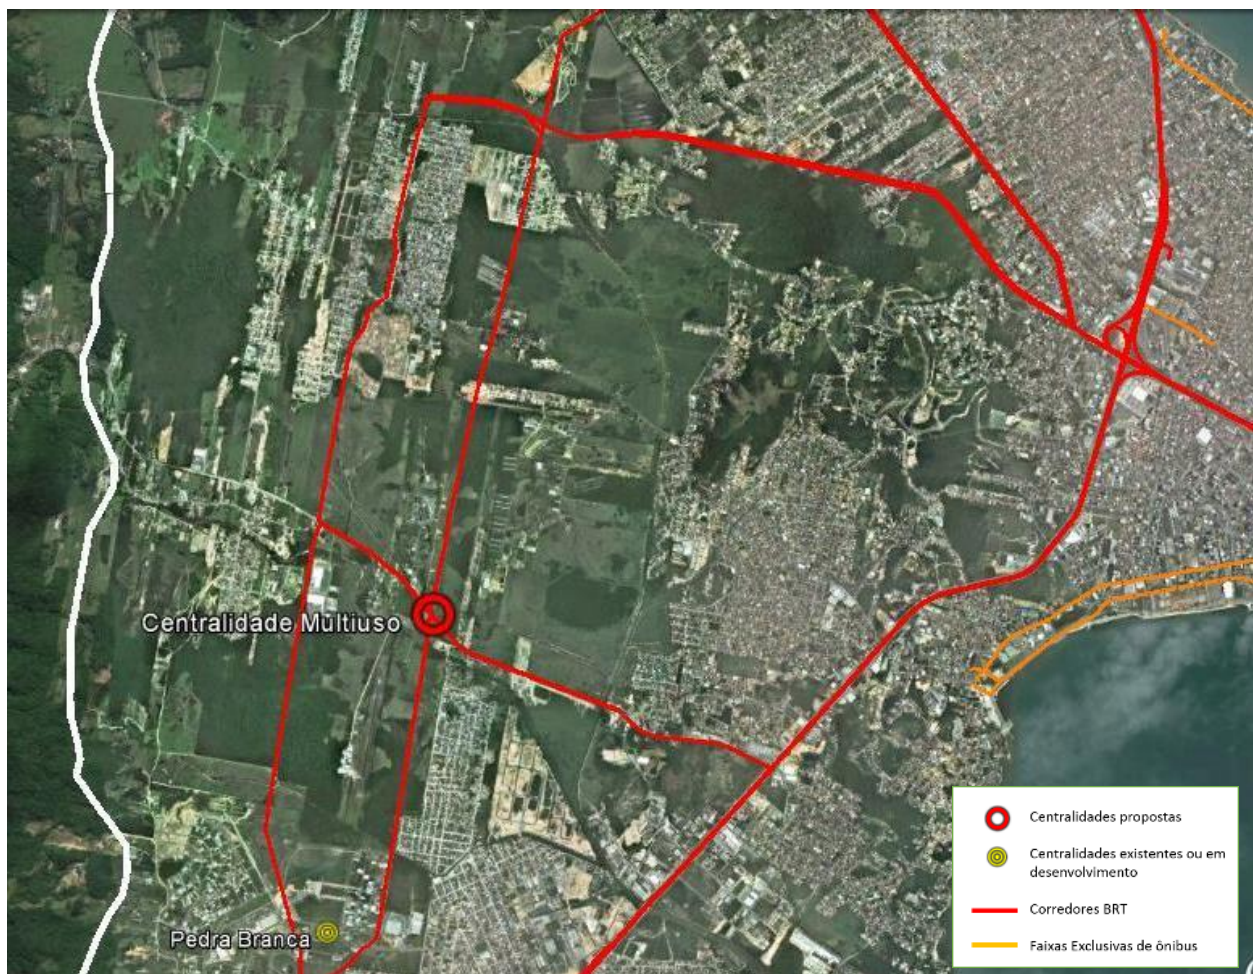 Centralidade Multiuso
Pedra Branca
Centralidades propostas
Centralidades existentes ou em
desenvolvimento
Corredores BRT
Faixas Exclusivas de ônibus